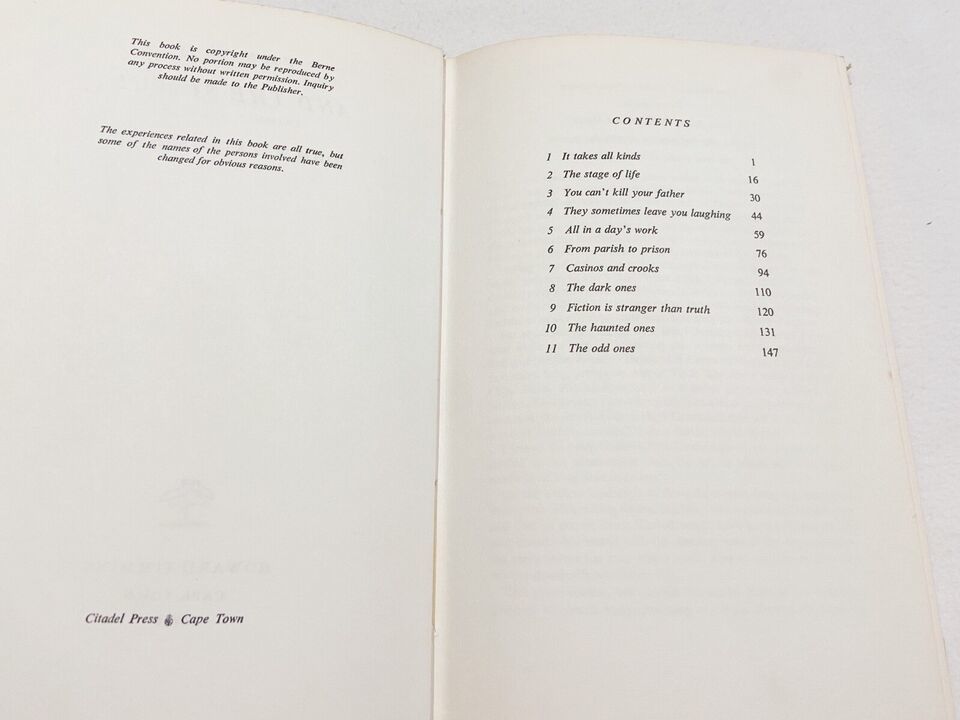 This book is copyright under the Berne
Convention. No portion may be reproduced by
any process without written permission. Inquiry
should be made to the Publisher.
The experiences related in this book are all true, but
some of the names of the persons involved have been
changed for obvious reasons.
Citadel Press Cape Town
CONTENTS
1 It takes all kinds 1
2 The stage of life 16
3 You can't kill your father 30
4 They sometimes leave you laughing 44
5 All in a day's work 59
6 From parish to prison 76
7 Casinos and crooks 94
8 The dark ones 110
9 Fiction is stranger than truth 120
10 The haunted ones 131
11 The odd ones 147